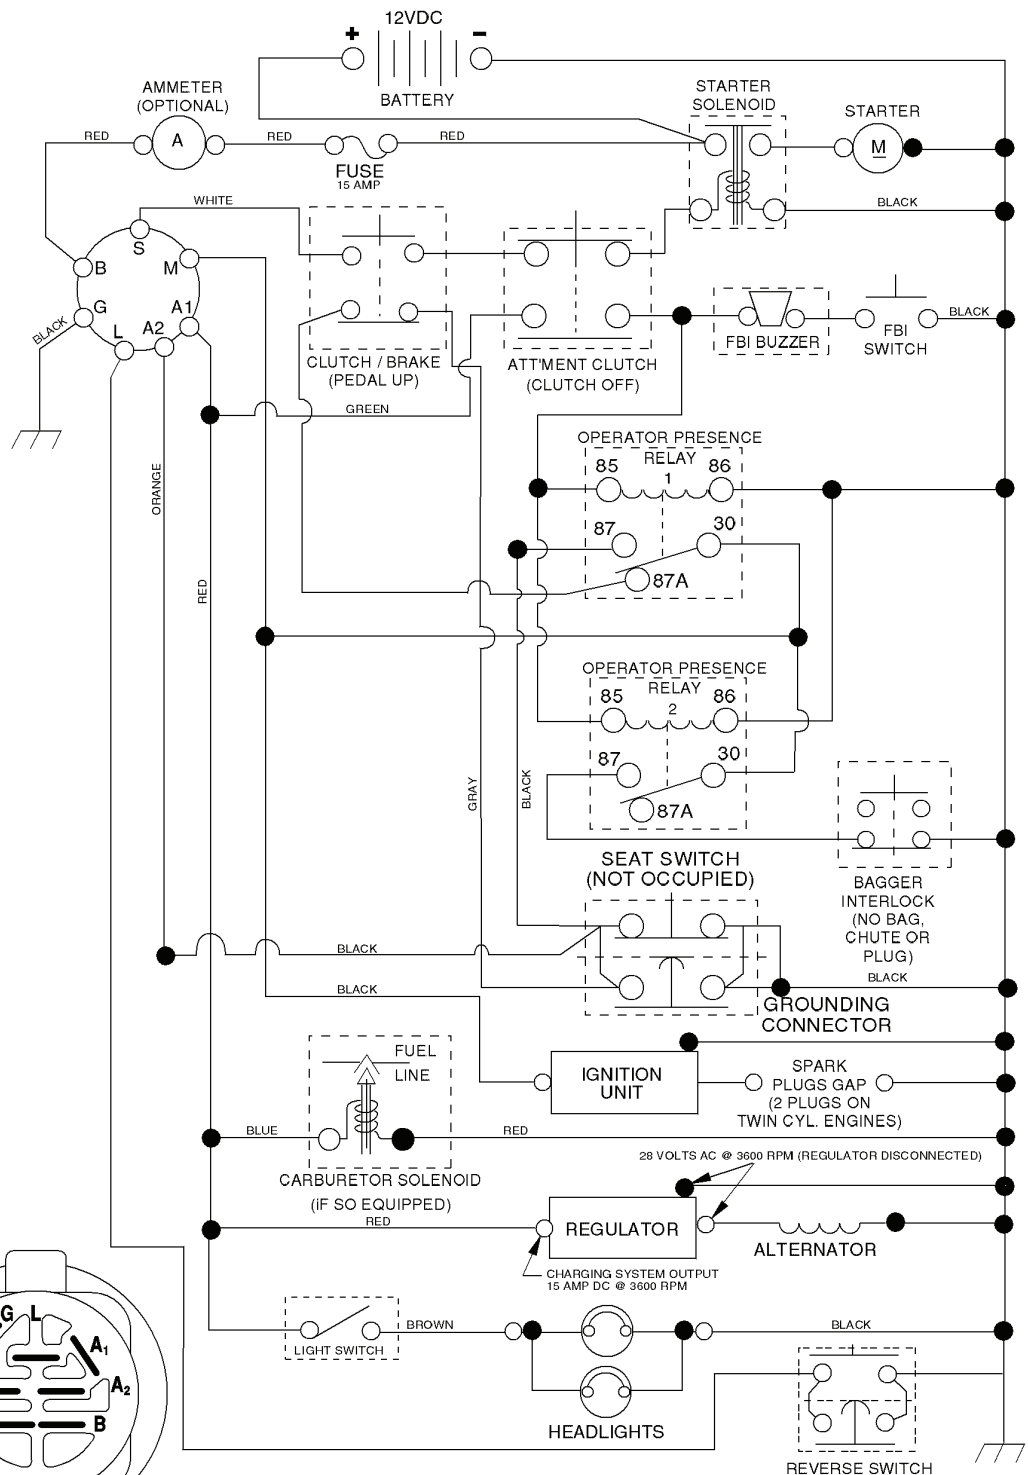 12VDC
+ -
BATTERY
AMMETER
(OPTIONAL)
STARTER
SOLENOID
STARTER
RED
A
RED
RED
M
FUSE
15 AMP
WHITE
BLACK
S
B
M
G
A1
L
A2
BLACK
BLACK
FBI BUZZER
FBI
SWITCH
CLUTCH / BRAKE
(PEDAL UP)
ATT'MENT CLUTCH
(CLUTCH OFF)
GREEN
OPERATOR PRESENCE
RELAY
1
85
86
87
30
87A
ORANGE
RED
OPERATOR PRESENCE
RELAY
2
85
86
87
30
87A
GRAY
BLACK
SEAT SWITCH
(NOT OCCUPIED)
BAGGER
INTERLOCK
(NO BAG,
CHUTE OR
PLUG)
BLACK
BLACK
BLACK
GROUNDING
CONNECTOR
FUEL
LINE
IGNITION
UNIT
SPARK
PLUGS GAP
(2 PLUGS ON
TWIN CYL. ENGINES)
BLUE
RED
28 VOLTS AC @ 3600 RPM (REGULATOR DISCONNECTED)
CARBURETOR SOLENOID
(iF SO EQUIPPED)
RED
REGULATOR
ALTERNATOR
CHARGING SYSTEM OUTPUT
15 AMP DC @ 3600 RPM
G L
A1
A2
B
LIGHT SWITCH
BROWN
BLACK
HEADLIGHTS
REVERSE SWITCH